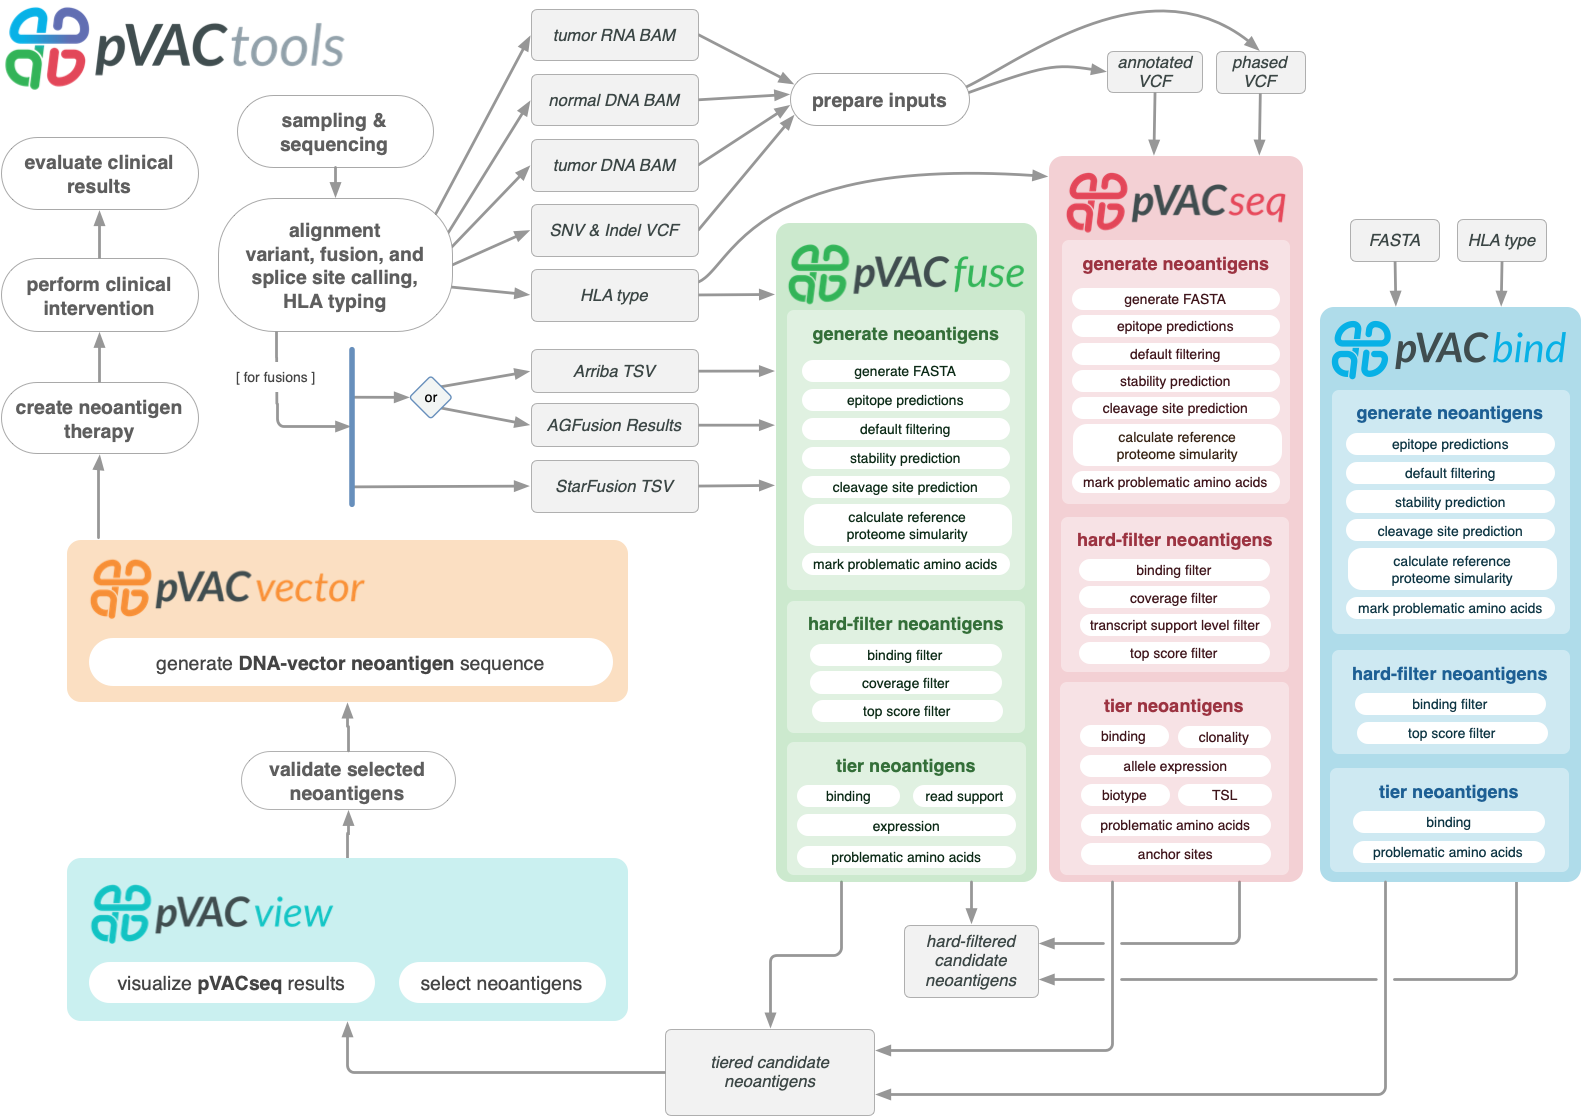 pVACtools
sampling &
sequencing
alignment
variant, fusion, and
splice site calling,
HLA typing
[ for fusions ]
or
tumor RNA BAM
normal DNA BAM
tumor DNA BAM
SNV & Indel VCF
HLA type
Arriba TSV
AGFusion Results
StarFusion TSV
prepare inputs
annotated
VCF
phased
VCF
pVACfuse
generate neoantigens
generate FASTA
epitope predictions
default filtering
stability prediction
cleavage site prediction
calculate reference
proteome simularity
mark problematic amino acids
hard-filter neoantigens
binding filter
coverage filter
top score filter
tier neoantigens
binding
read support
expression
problematic amino acids
pVACseq
generate neoantigens
generate FASTA
epitope predictions
default filtering
stability prediction
cleavage site prediction
calculate reference
proteome simularity
mark problematic amino acids
hard-filter neoantigens
binding filter
coverage filter
transcript support level filter
top score filter
tier neoantigens
binding
clonality
allele expression
biotype
TSL
problematic amino acids
anchor sites
FASTA
HLA type
pVACbind
generate neoantigens
epitope predictions
default filtering
stability prediction
cleavage site prediction
calculate reference
proteome simularity
mark problematic amino acids
hard-filter neoantigens
binding filter
top score filter
tier neoantigens
binding
problematic amino acids
hard-filtered
candidate
neoantigens
tiered candidate
neoantigens
pVACview
visualize pVACseq results
select neoantigens
validate selected
neoantigens
pVACvector
generate DNA-vector neoantigen sequence
create neoantigen
therapy
perform clinical
intervention
evaluate clinical
results